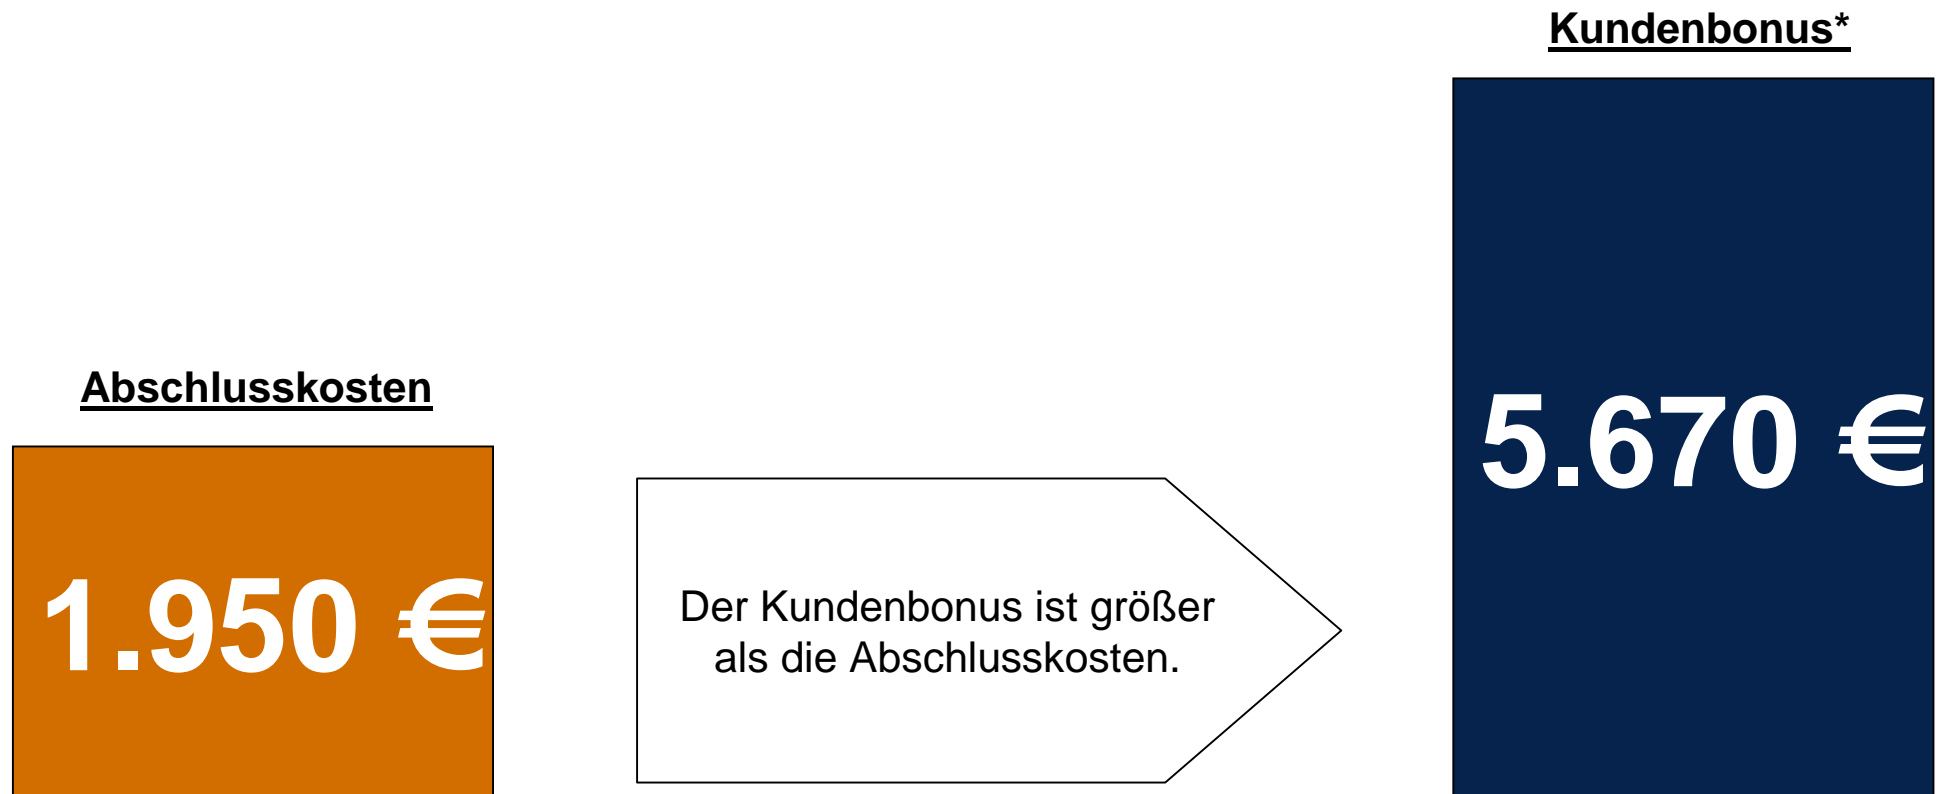 Kundenbonus*
Abschlusskosten
5.670 €
1.950 €
Der Kundenbonus ist größer
als die Abschlusskosten.